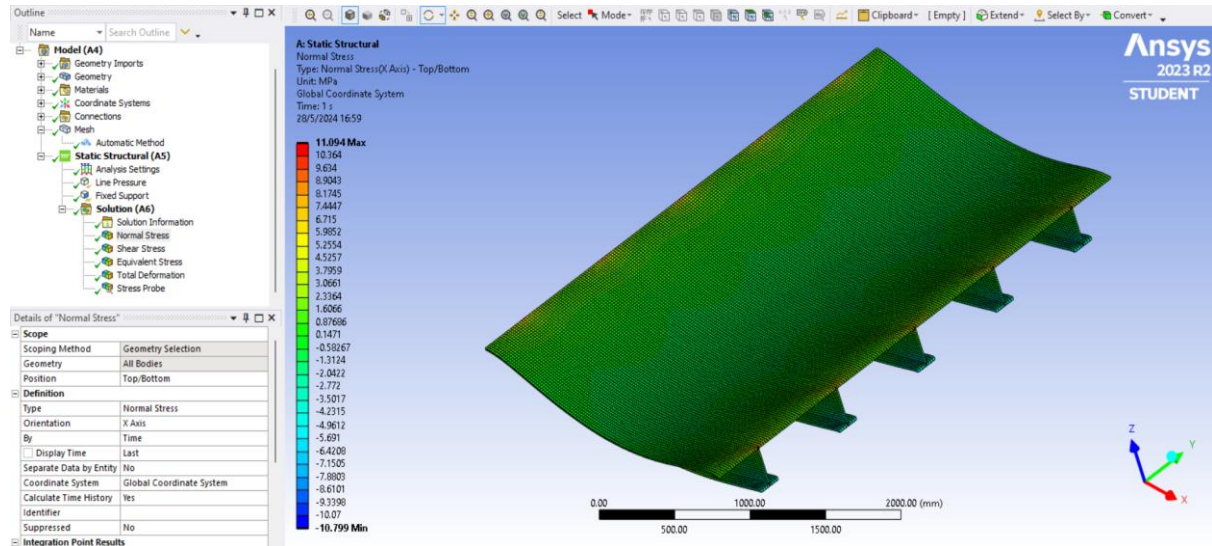 Outline
Name
Search Outline
Model (A4)
Geometry Imports
Geometry
Materials
Coordinate Systems
Connections
Mesh
Automatic Method
Static Structural (A5)
Analysis Settings
Line Pressure
Fixed Support
Solution (A6)
Solution Information
Normal Stress
Shear Stress
Equivalent Stress
Total Deformation
Stress Probe
Details of "Normal Stress"
Scope
Scoping Method Geometry Selection
Geometry All Bodies
Position Top/Bottom
Definition
Type Normal Stress
Orientation X Axis
By Time
Display Time Last
Separate Data by Entity No
Coordinate System Global Coordinate System
Calculate Time History Yes
Identifier
Suppressed No
Integration Point Results
Select Mode Clipboard [ Empty ] Extend Select By Convert
A: Static Structural
Normal Stress
Type: Normal Stress(X Axis) - Top/Bottom
Unit: MPa
Global Coordinate System
Time: 1 s
28/5/2024 16:59
11.094 Max
10.364
9.634
8.9043
8.1745
7.4447
6.715
5.9852
5.2554
4.5257
3.7959
3.0661
2.3364
1.6066
0.87686
0.1471
-0.58267
-1.3124
-2.0422
-2.772
-3.5017
-4.2315
-4.9612
-5.691
-6.4208
-7.1505
-7.8803
-8.6101
-9.3398
-10.07
-10.799 Min
Ansys
2023 R2
STUDENT
Z
Y
X
0.00 1000.00 2000.00 (mm)
500.00 1500.00